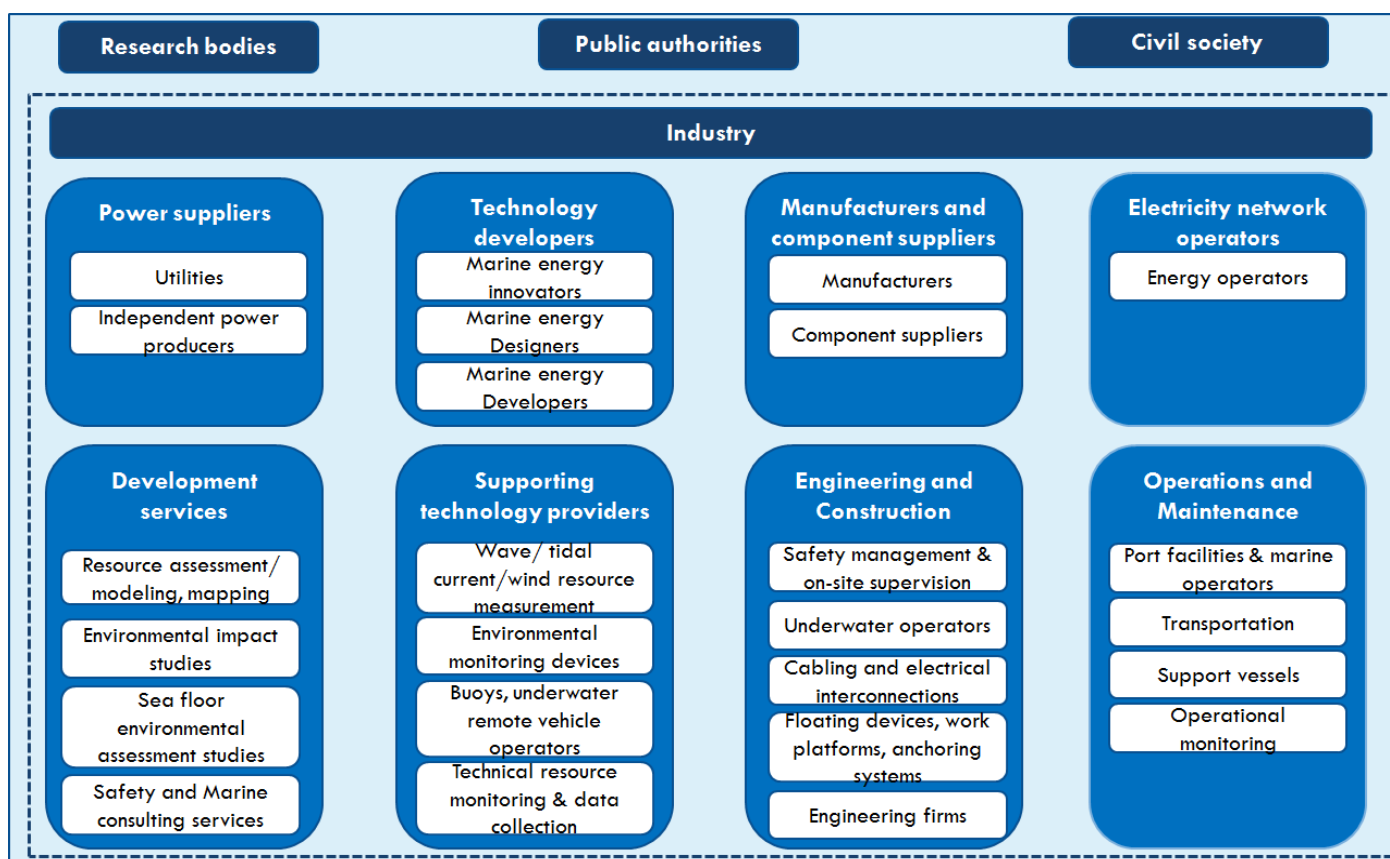 Research bodies
Public authorities
Civil society
Industry
Power suppliers
Utilities
Independent power
producers
Technology
developers
Marine energy
innovators
Marine energy
Designers
Marine energy
Developers
Manufacturers and
component suppliers
Manufacturers
Component suppliers
Electricity network
operators
Energy operators
Development
services
Resource assessment/
modeling, mapping
Environmental impact
studies
Sea floor
environmental
assessment studies
Safety and Marine
consulting services
Supporting
technology providers
Wave/ tidal
current/wind resource
measurement
Environmental
monitoring devices
Buoys, underwater
remote vehicle
operators
Technical resource
monitoring & data
collection
Engineering and
Construction
Safety management &
on-site supervision
Underwater operators
Cabling and electrical
interconnections
Floating devices, work
platforms, anchoring
systems
Engineering firms
Operations and
Maintenance
Port facilities & marine
operators
Transportation
Support vessels
Operational
monitoring